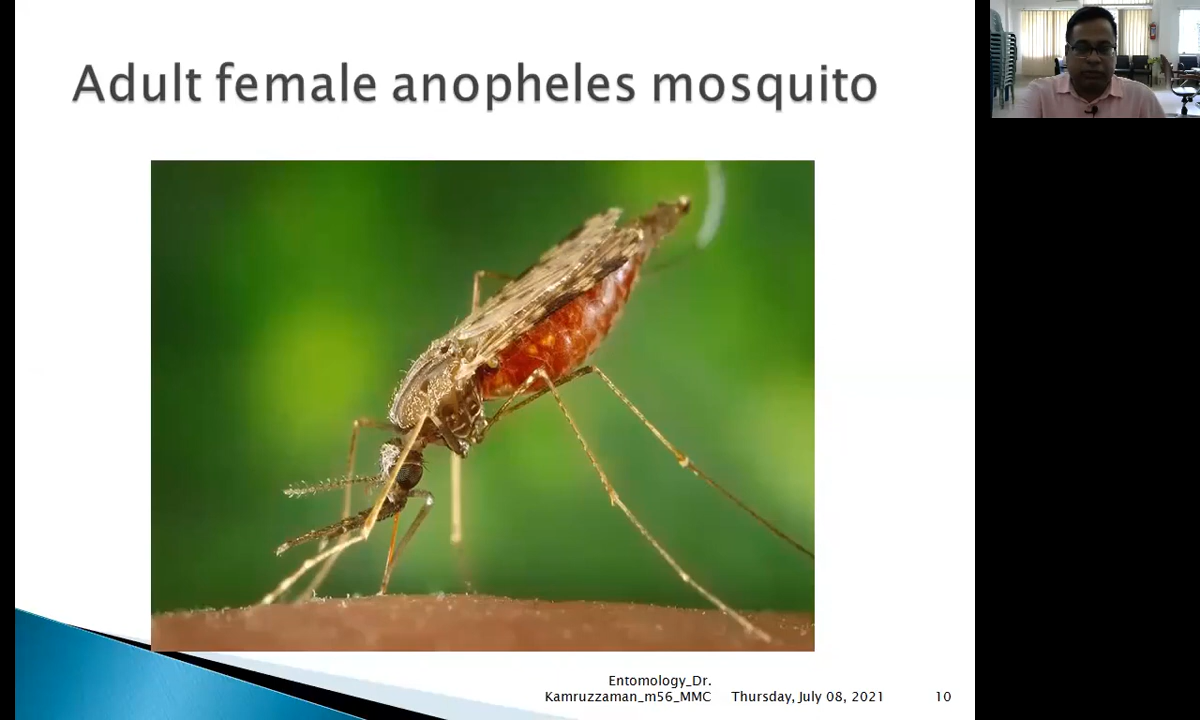 Adult female anopheles mosquito
Entomology_Dr.
Kamruzzaman_m56_MMC Thursday, July 08, 2021 10